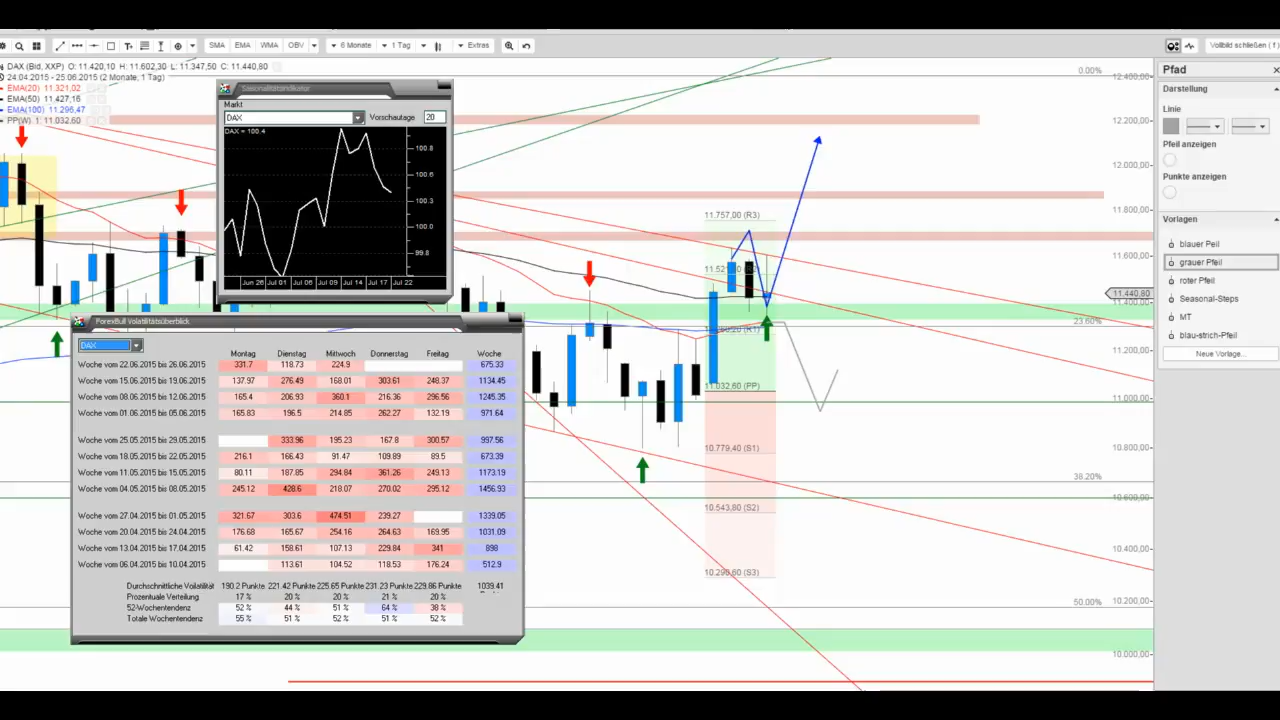 SMA EMA WMA OBV 6 Monate 1 Tag Extras Vollbild schließen ( f )
DAX (Bid, XXP) O: 11.420,10 H: 11.602,30 L: 11.347,50 C: 11.440,80
24.04.2015 - 25.06.2015 (2 Monate, 1 Tag)
EMA(20) 11.321,02
EMA(50) 11.427,16
EMA(100) 11.296,47
PP(W) 1: 11.032,60
Saisonalitätsindikator
Markt
DAX Vorschautage 20
DAX = 100.4
100.8
100.6
100.3
100.0
99.8
Jun 26 Jul 01 Jul 06 Jul 09 Jul 14 Jul 17 Jul 22
ForexBull Volatilitätsüberblick
DAX
Montag Dienstag Mittwoch Donnerstag Freitag Woche
Woche vom 22.06.2015 bis 26.06.2015 331.7 118.73 224.9 675.33
Woche vom 15.06.2015 bis 19.06.2015 137.97 276.49 168.01 303.61 248.37 1134.45
Woche vom 08.06.2015 bis 12.06.2015 165.4 206.93 360.1 216.36 296.56 1245.35
Woche vom 01.06.2015 bis 05.06.2015 165.83 196.5 214.85 262.27 132.19 971.64
Woche vom 25.05.2015 bis 29.05.2015 333.96 195.23 167.8 300.57 997.56
Woche vom 18.05.2015 bis 22.05.2015 216.1 166.43 91.47 109.89 89.5 673.39
Woche vom 11.05.2015 bis 15.05.2015 80.11 187.85 294.84 361.26 249.13 1173.19
Woche vom 04.05.2015 bis 08.05.2015 245.12 428.6 218.07 270.02 295.12 1456.93
Woche vom 27.04.2015 bis 01.05.2015 321.67 303.6 474.51 239.27 1339.05
Woche vom 20.04.2015 bis 24.04.2015 176.68 165.67 254.16 264.63 169.95 1031.09
Woche vom 13.04.2015 bis 17.04.2015 61.42 158.61 107.13 229.84 341 898
Woche vom 06.04.2015 bis 10.04.2015 113.61 104.52 118.53 176.24 512.9
Durchschnittliche Volatilität 190.2 Punkte 221.42 Punkte 225.65 Punkte 231.23 Punkte 229.86 Punkte 1039.41
Prozentuale Verteilung 17 % 20 % 20 % 21 % 20 %
52-Wochentendenz 52 % 44 % 51 % 64 % 38 %
Totale Wochentendenz 55 % 51 % 52 % 51 % 52 %
11.757,00 (R3)
11.032,60 (PP)
10.779,40 (S1)
10.543,80 (S2)
10.290,60 (S3)
0.00%
23.60%
38.20%
50.00%
12.400,00
12.200,00
12.000,00
11.800,00
11.600,00
11.440,80
11.400,00
11.200,00
11.000,00
10.800,00
10.600,00
10.400,00
10.200,00
10.000,00
Pfad
Darstellung
Linie
Pfeil anzeigen
Punkte anzeigen
Vorlagen
blauer Peil
grauer Pfeil
roter Pfeil
Seasonal-Steps
MT
blau-strich-Pfeil
Neue Vorlage...